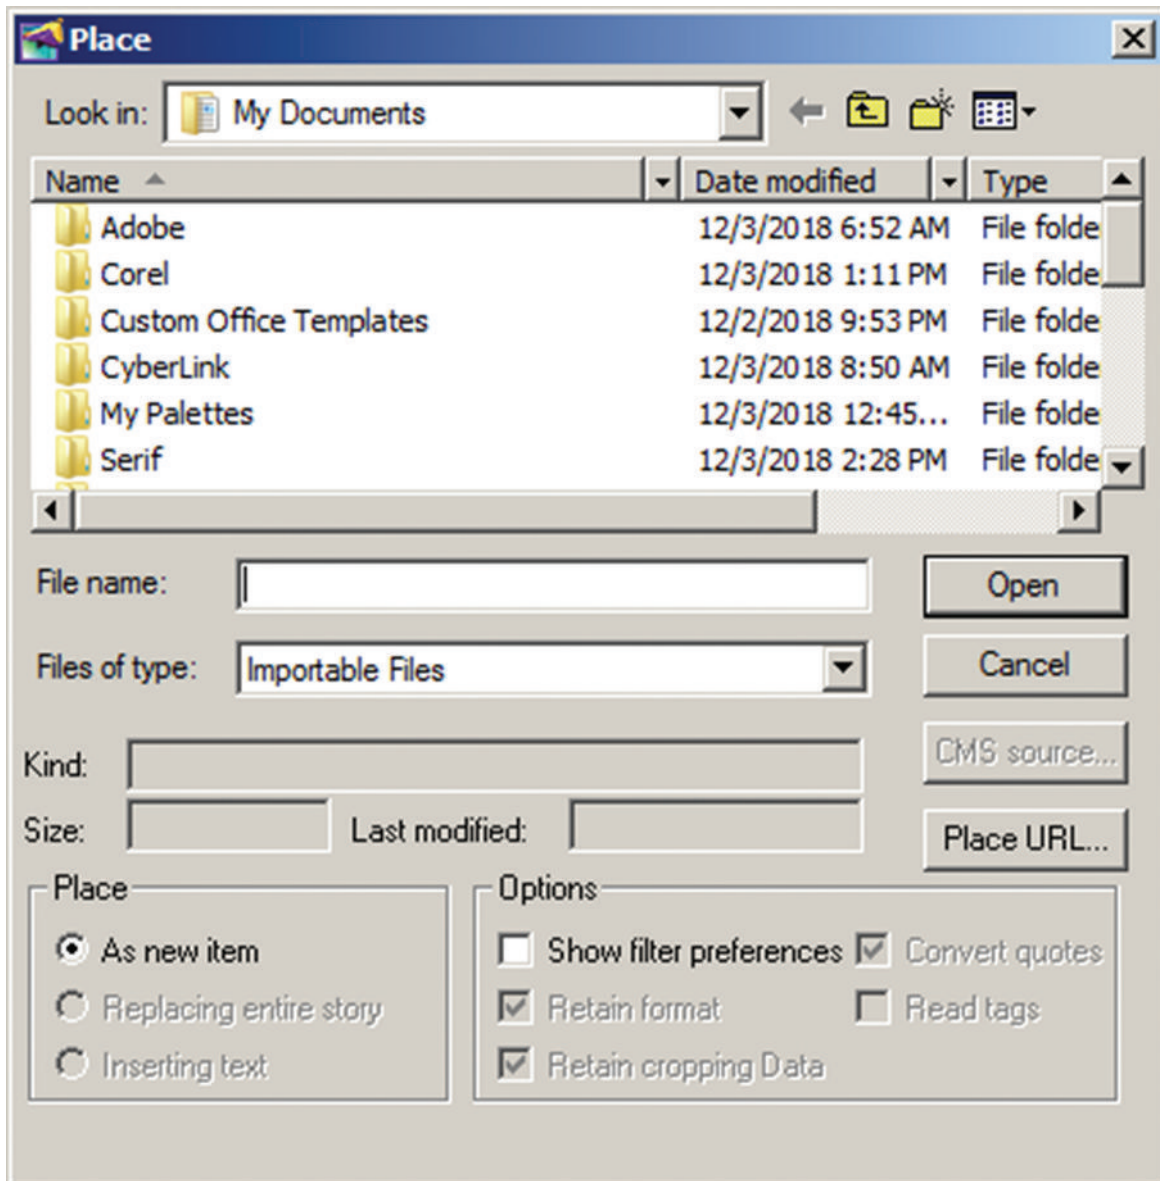 Place
Look in: My Documents
Name Date modified Type
Adobe 12/3/2018 6:52 AM File folde
Corel 12/3/2018 1:11 PM File folde
Custom Office Templates 12/2/2018 9:53 PM File folde
CyberLink 12/3/2018 8:50 AM File folde
My Palettes 12/3/2018 12:45... File folde
Serif 12/3/2018 2:28 PM File folde
File name: Open
Files of type: Importable Files Cancel
Kind: CMS source...
Size: Last modified: Place URL...
Place Options
As new item Show filter preferences Convert quotes
Replacing entire story Retain format Read tags
Inserting text Retain cropping Data